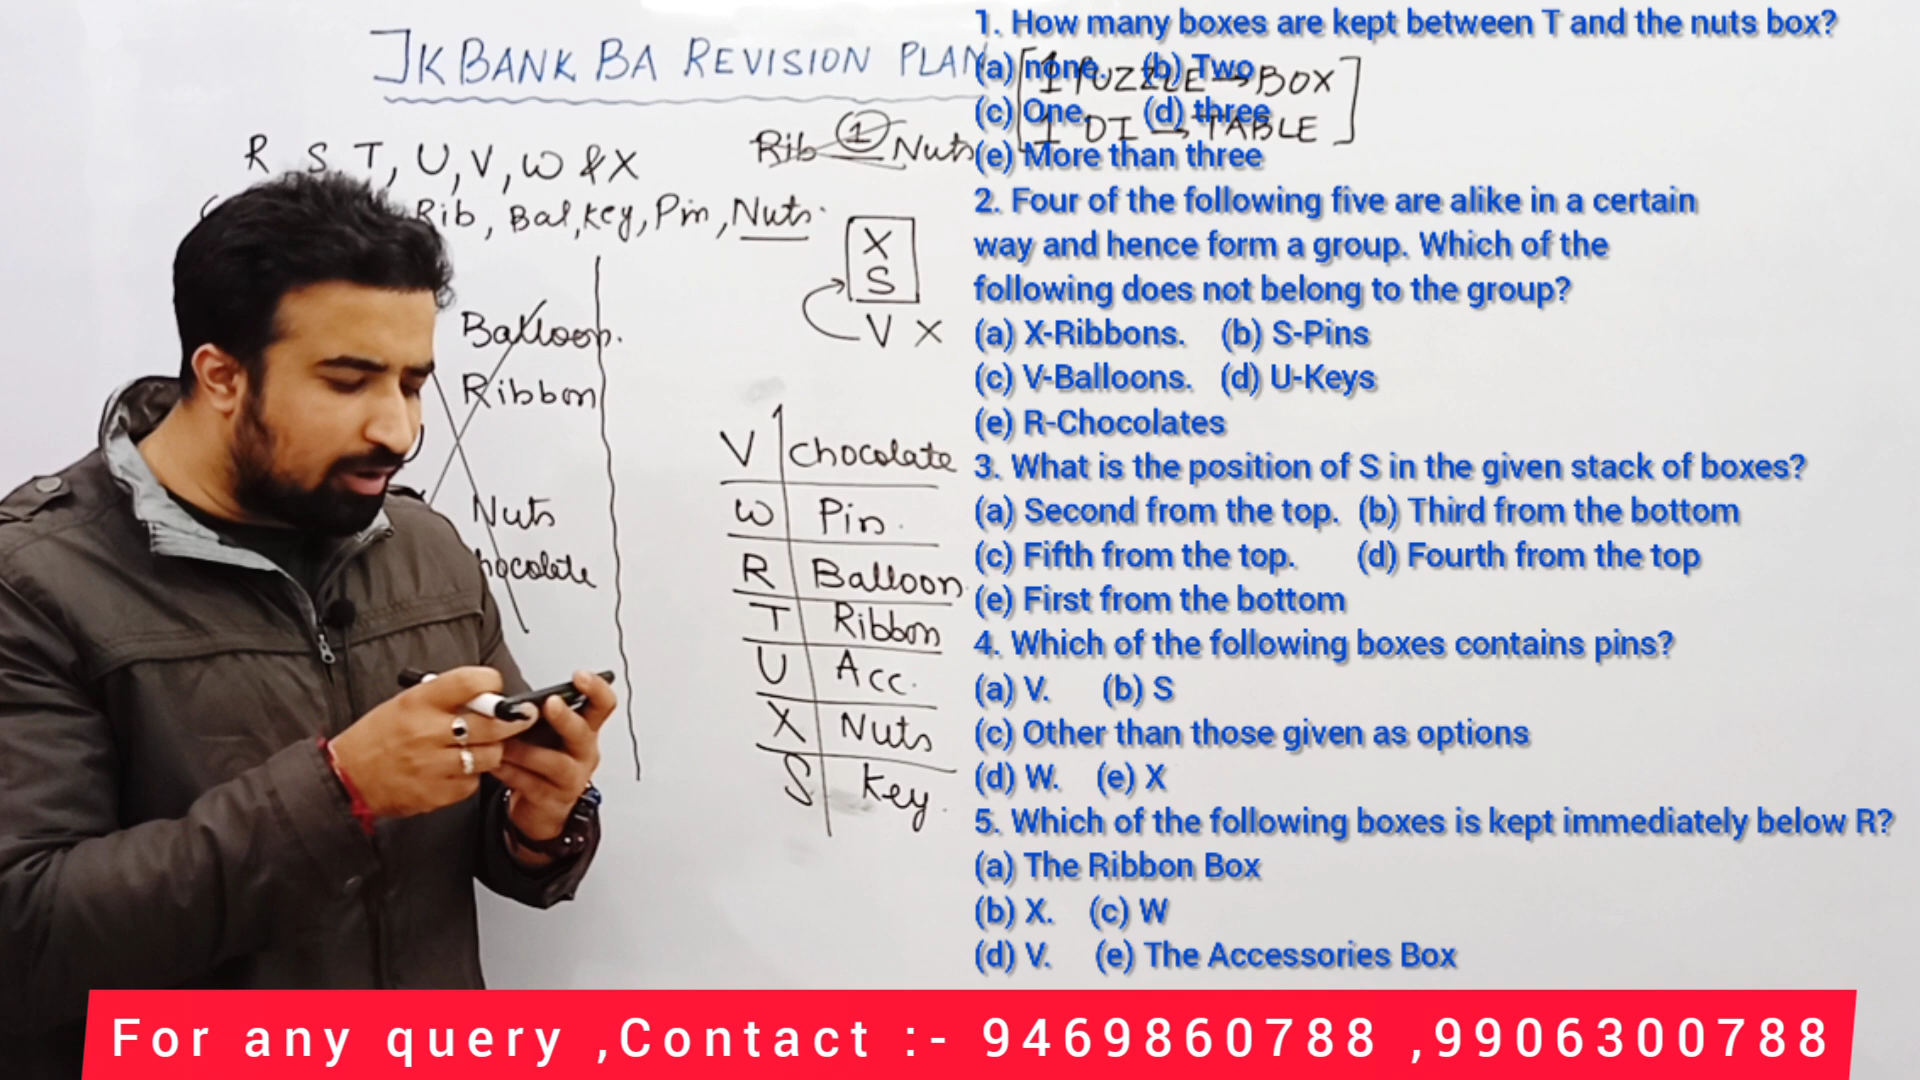 JK BANK BA REVISION PLAN
[1 PUZZLE → BOX]
1 DI → TABLE
R, S, T, U, V, W & X
Rib, Bal, key, Pin, Nuts.
Rib 1 Nuts
X
S
V X
Balloon.
Ribbon
Nuts
hocolate
V Chocolate
W Pin.
R Balloon
T Ribbon
U Acc.
X Nuts
S Key.
1. How many boxes are kept between T and the nuts box?
(a) none. (b) Two
(c) One. (d) three
(e) More than three
2. Four of the following five are alike in a certain
way and hence form a group. Which of the
following does not belong to the group?
(a) X-Ribbons. (b) S-Pins
(c) V-Balloons. (d) U-Keys
(e) R-Chocolates
3. What is the position of S in the given stack of boxes?
(a) Second from the top. (b) Third from the bottom
(c) Fifth from the top. (d) Fourth from the top
(e) First from the bottom
4. Which of the following boxes contains pins?
(a) V. (b) S
(c) Other than those given as options
(d) W. (e) X
5. Which of the following boxes is kept immediately below R?
(a) The Ribbon Box
(b) X. (c) W
(d) V. (e) The Accessories Box
For any query ,Contact :- 9469860788 ,9906300788